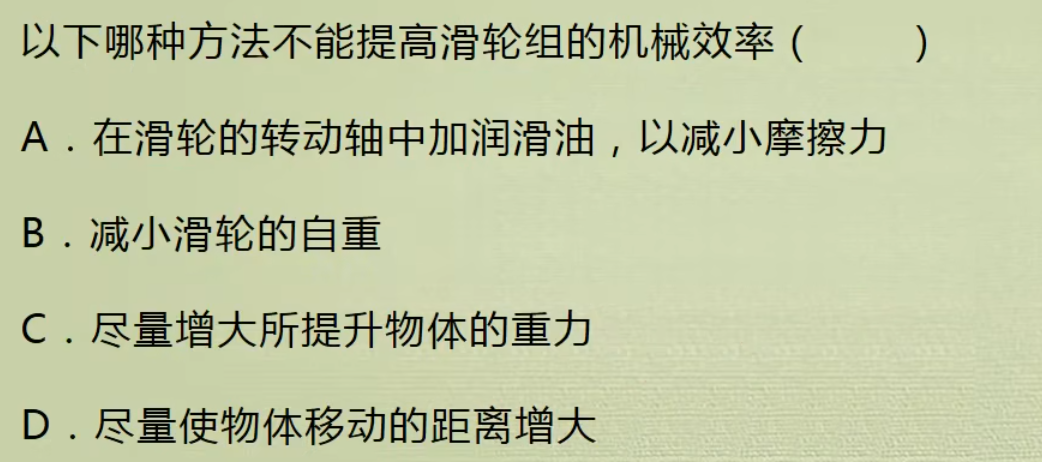 以下哪种方法不能提高滑轮组的机械效率(  )
A.在滑轮的转动轴中加润滑油,以减小摩擦力
B.减小滑轮的自重
C.尽量增大所提升物体的重力
D.尽量使物体移动的距离增大